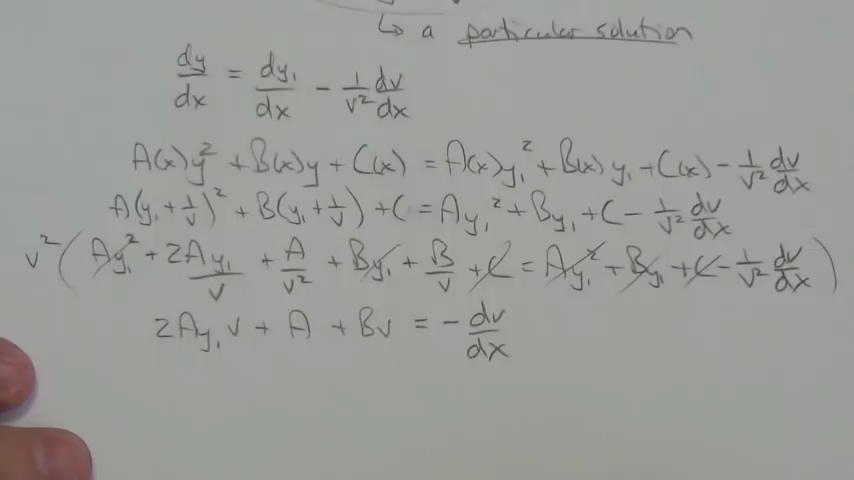 ↳ a particular solution
dy/dx = dy₁/dx - 1/v² dv/dx
A(x)y² + B(x)y + C(x) = A(x)y₁² + B(x)y₁ + C(x) - 1/v² dv/dx
A(y₁ + 1/v)² + B(y₁ + 1/v) + C = Ay₁² + By₁ + C - 1/v² dv/dx
v² (Ay₁² + 2Ay₁/v + A/v² + By₁ + B/v + C = Ay₁² + By₁ + C - 1/v² dv/dx)
2Ay₁v + A + Bv = - dv/dx